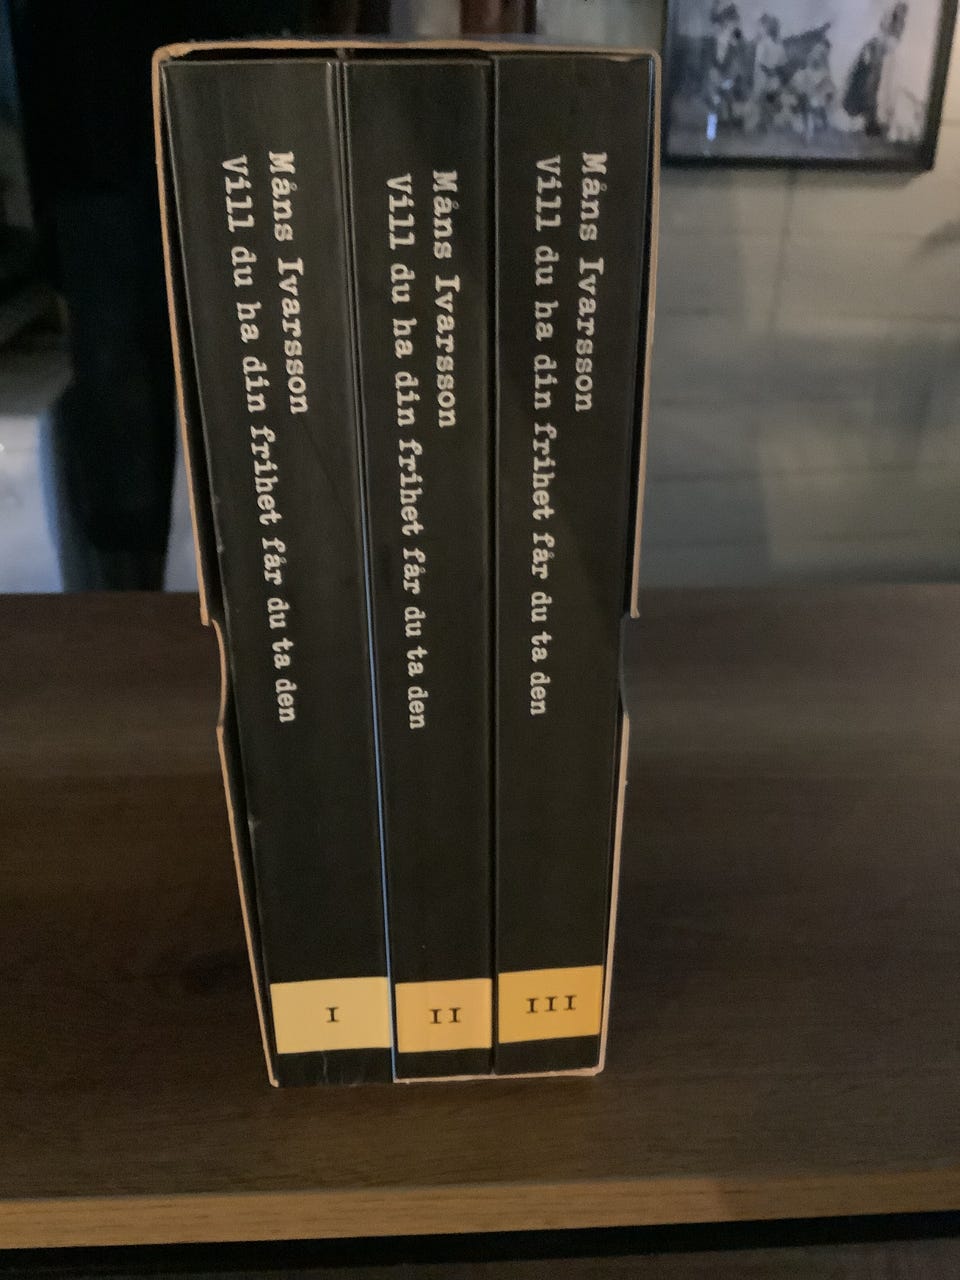 Måns Ivarsson
Vill du ha din frihet får du ta den
I
Måns Ivarsson
Vill du ha din frihet får du ta den
II
Måns Ivarsson
Vill du ha din frihet får du ta den
III